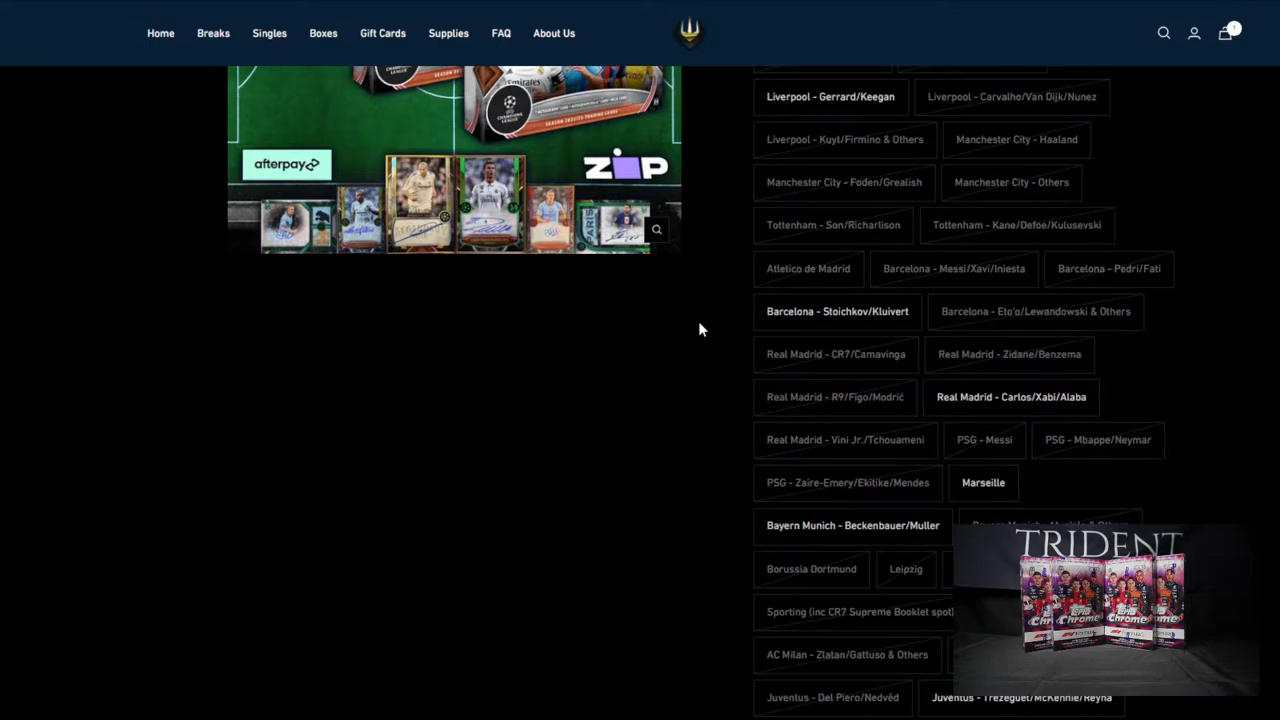 Home Breaks Singles Boxes Gift Cards Supplies FAQ About Us
1
Emirates
CHAMPIONS LEAGUE
afterpay
ZIP
Liverpool - Gerrard/Keegan
Liverpool - Carvalho/Van Dijk/Nunez
Liverpool - Kuyt/Firmino & Others
Manchester City - Haaland
Manchester City - Foden/Grealish
Manchester City - Others
Tottenham - Son/Richarlison
Tottenham - Kane/Defoe/Kulusevski
Atletico de Madrid
Barcelona - Messi/Xavi/Iniesta
Barcelona - Pedri/Fati
Barcelona - Stoichkov/Kluivert
Barcelona - Eto'o/Lewandowski & Others
Real Madrid - CR7/Camavinga
Real Madrid - Zidane/Benzema
Real Madrid - R9/Figo/Modrić
Real Madrid - Carlos/Xabi/Alaba
Real Madrid - Vini Jr./Tchouameni
PSG - Messi
PSG - Mbappe/Neymar
PSG - Zaire-Emery/Ekitike/Mendes
Marseille
Bayern Munich - Beckenbauer/Muller
Borussia Dortmund
Leipzig
Sporting (inc CR7 Supreme Booklet spot)
AC Milan - Zlatan/Gattuso & Others
Juventus - Del Piero/Nedvěd
Juventus - Trezeguet/McKennie/Reyna
TRIDENT
Chrome
Chrome